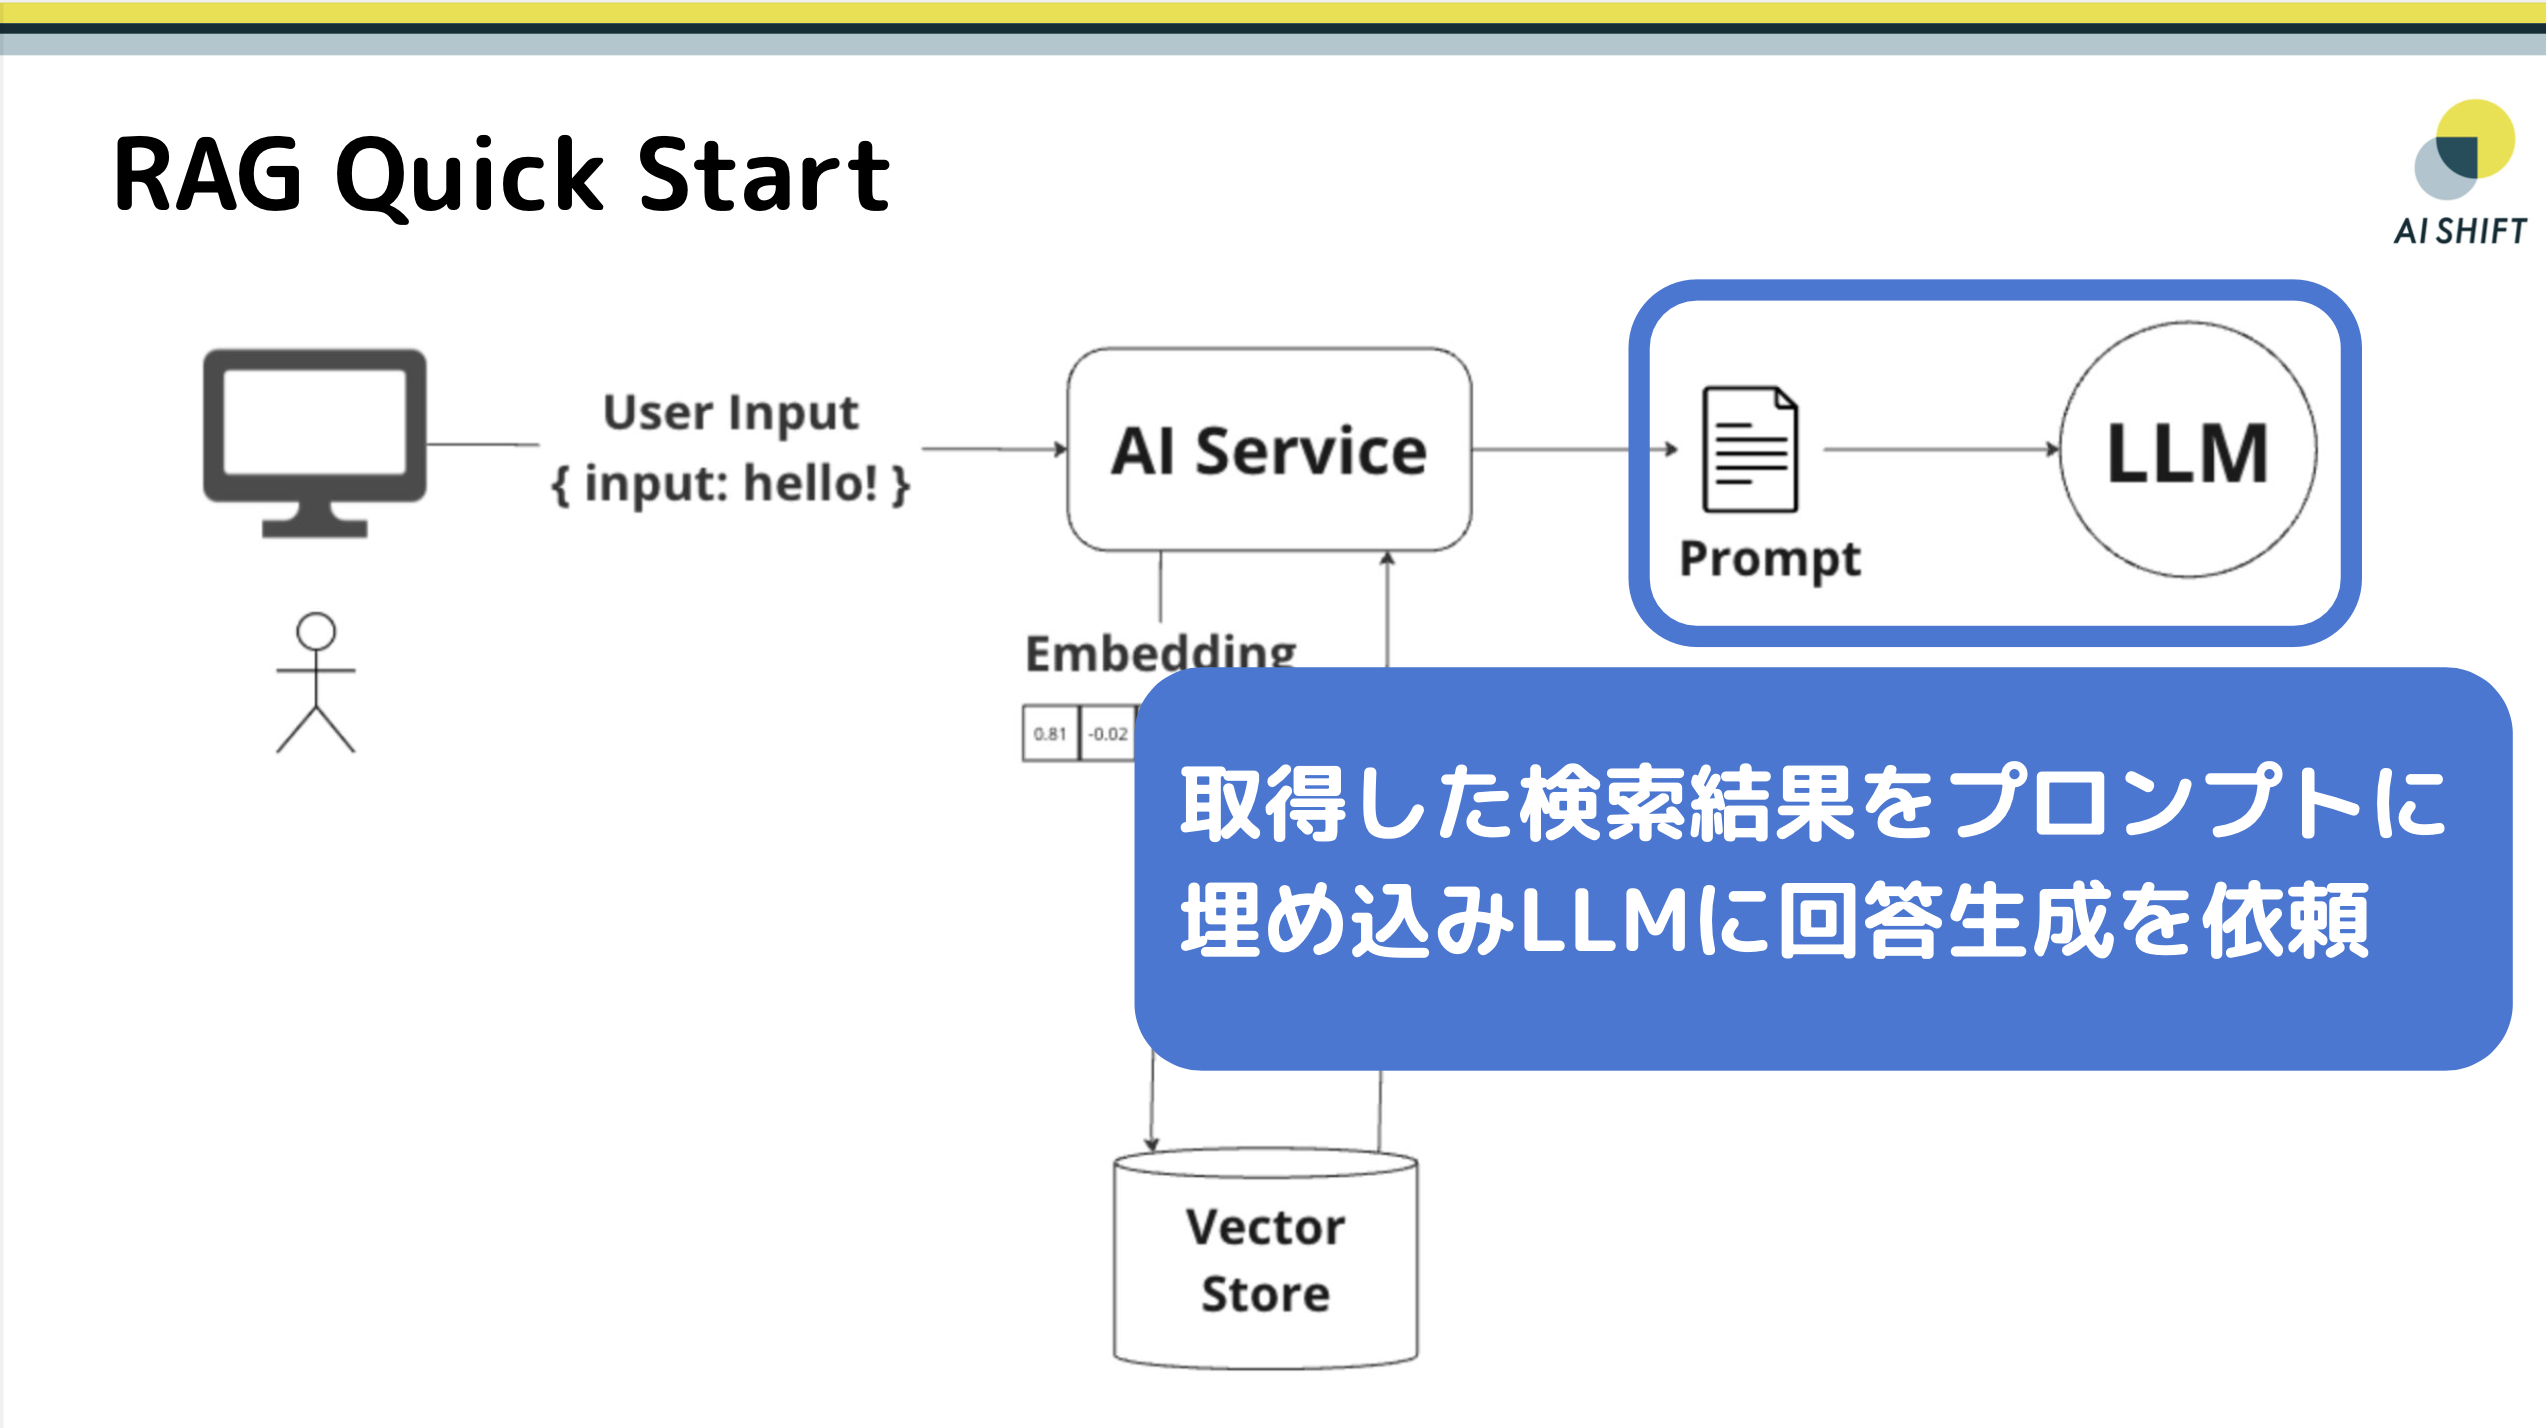 RAG Quick Start
AI SHIFT
User Input
{ input: hello! }
AI Service
Prompt
LLM
Embedding
0.81
-0.02
取得した検索結果をプロンプトに
埋め込みLLMに回答生成を依頼
Vector
Store